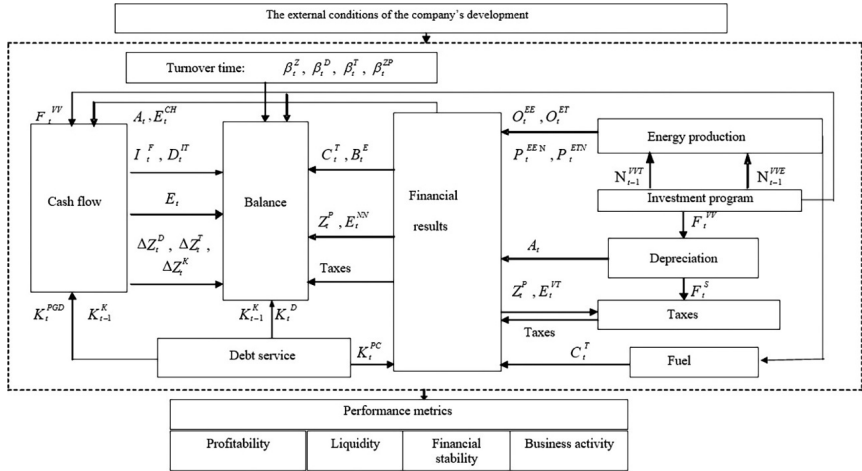 The external conditions of the company's development
Turnover time: β_t^Z , β_t^D , β_t^T , β_t^ZP
F_t^VV
A_t , E_t^CH
I_t^F , D_t^IT
E_t
ΔZ_t^D , ΔZ_t^T ,
ΔZ_t^K
Cash flow
K_t^PGD
K_t-1^K
Balance
C_t^T , B_t^E
Z_t^P , E_t^NN
Taxes
K_t-1^K K_t^D
Debt service
K_t^PC
Financial
results
O_t^EE , O_t^ET
P_t^EEN , P_t^ETN
Energy production
N_t-1^VVT
N_t-1^VVE
Investment program
F_t^VV
A_t
Depreciation
F_t^S
Z_t^P , E_t^VT
Taxes
Taxes
C_t^T
Fuel
Performance metrics
Profitability
Liquidity
Financial
stability
Business activity